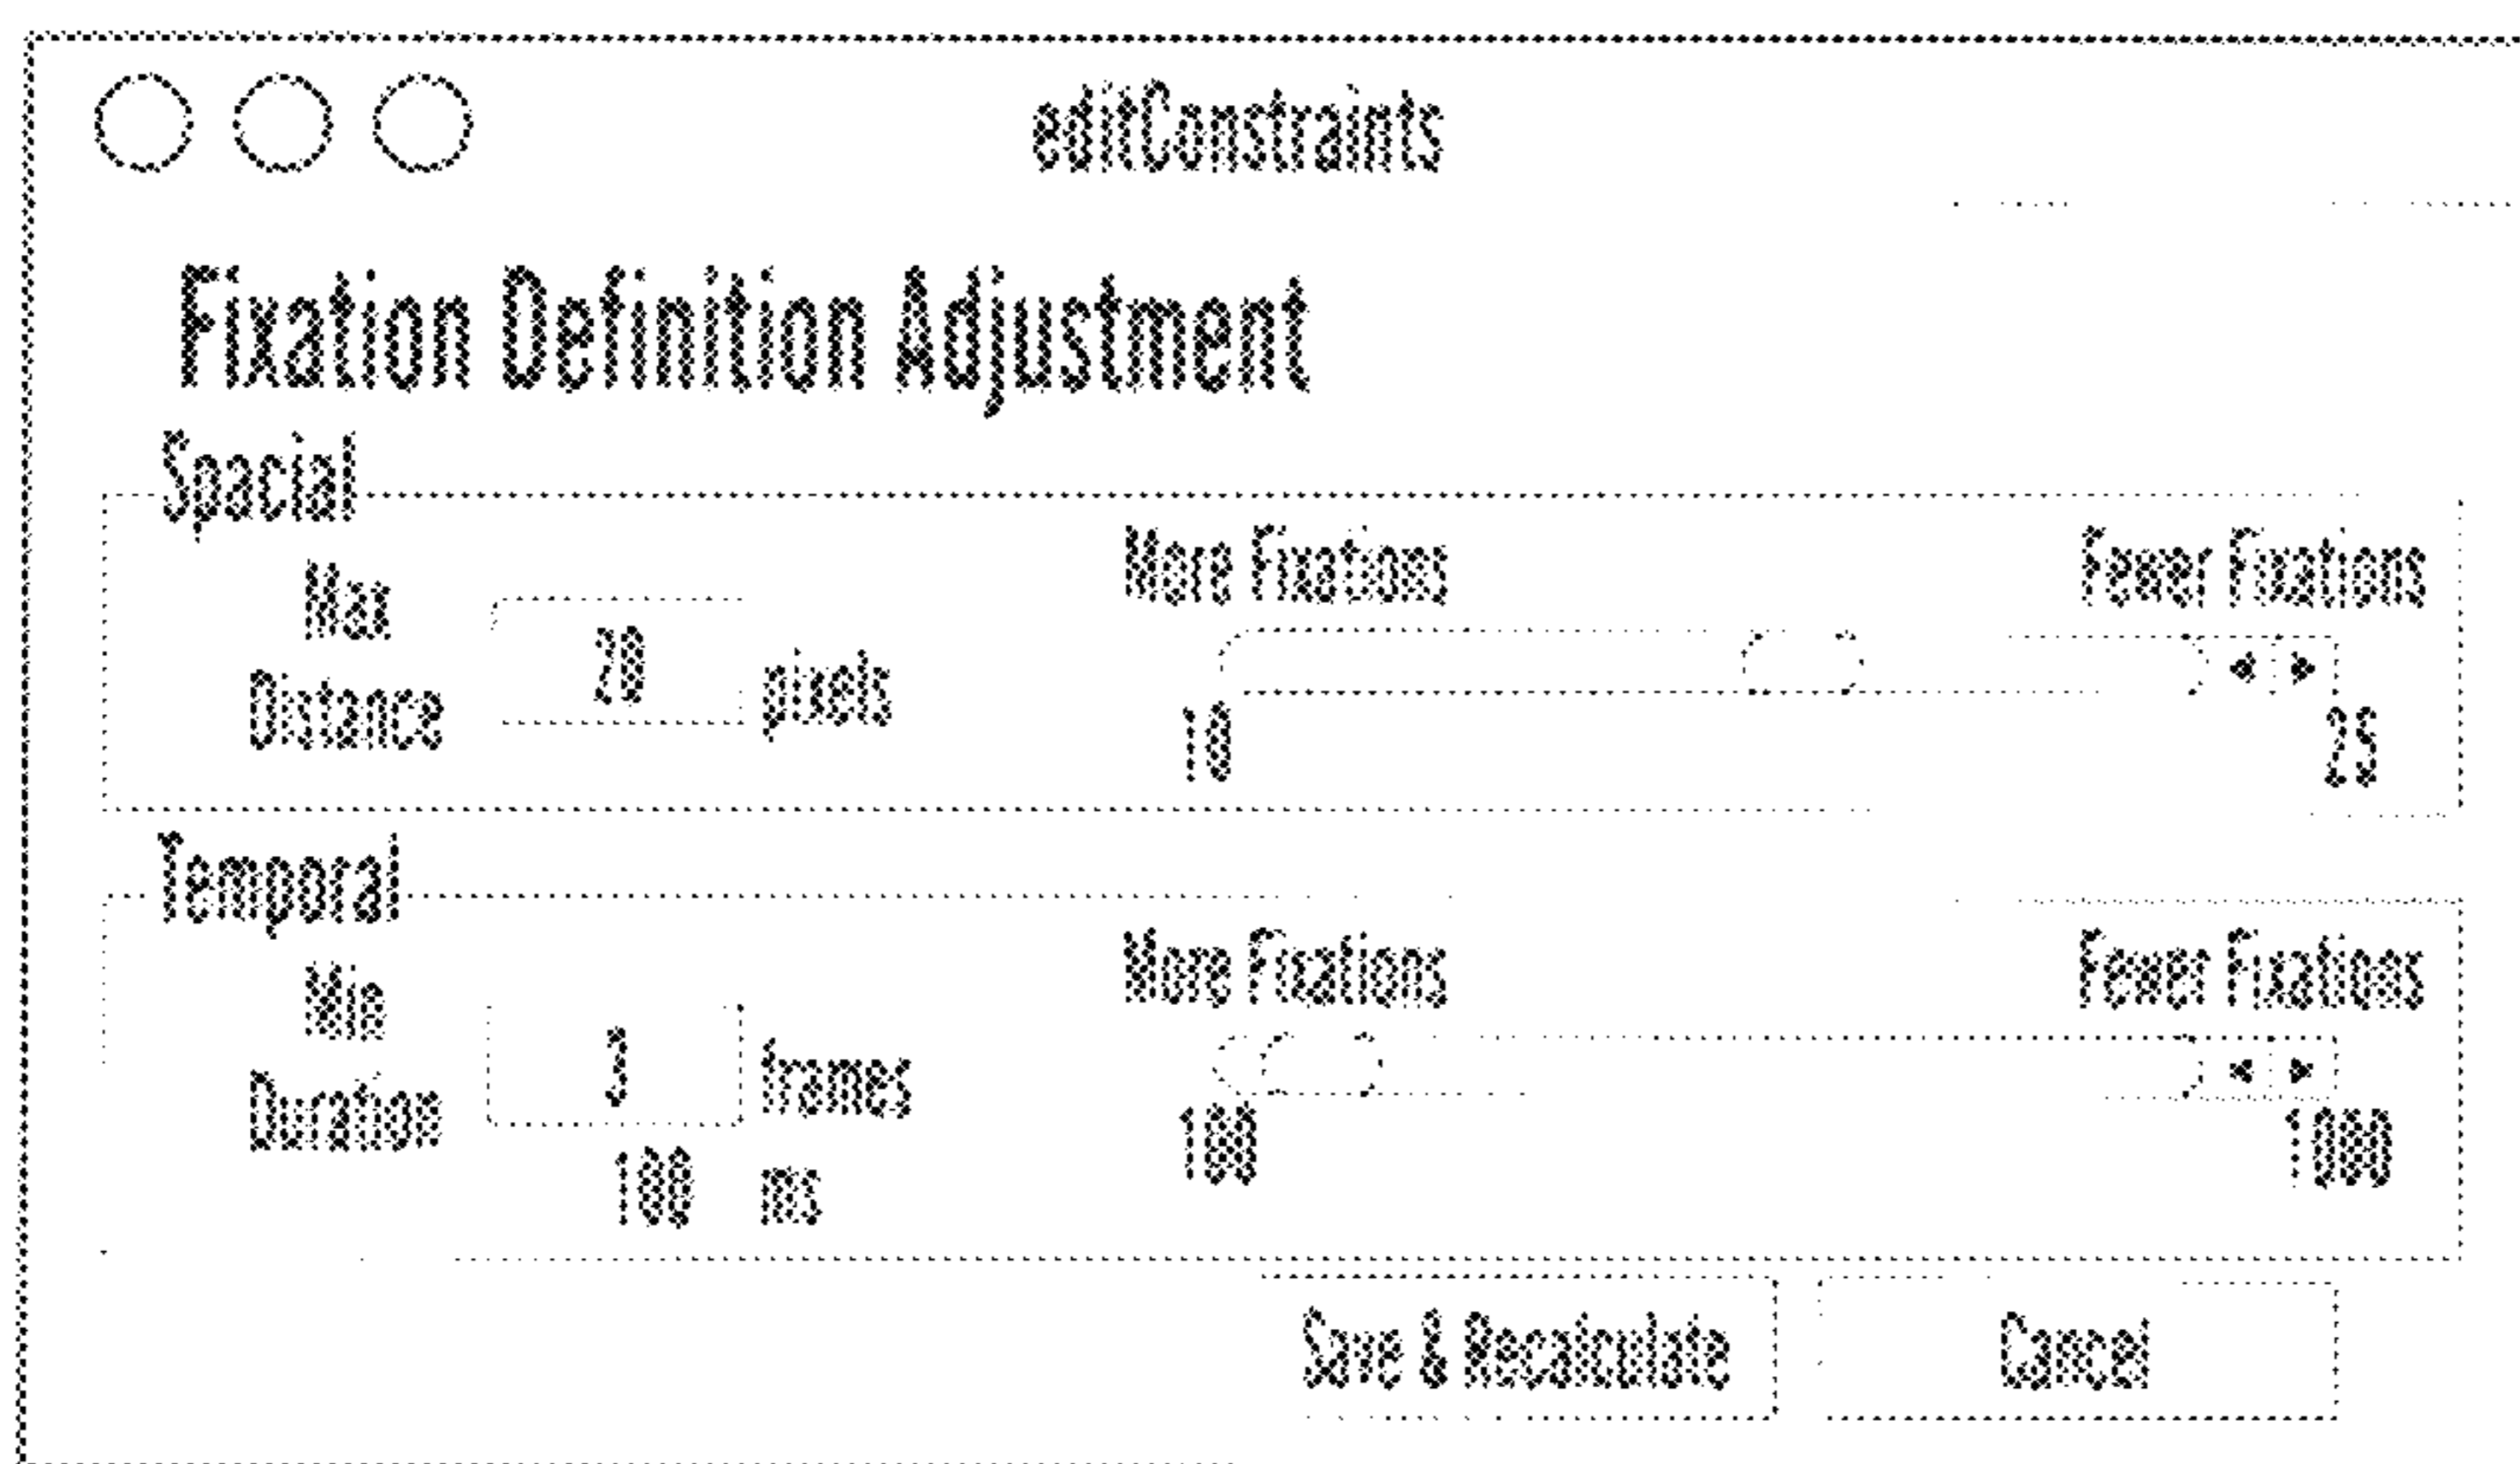 editConstraints
Fixation Definition Adjustment
Spacial
Max
Distance
20
pixels
More Fixations
Fewer Fixations
10
25
Temporal
Min
Duration
3
frames
100 ms
More Fixations
Fewer Fixations
100
1000
Save & Recalculate
Cancel